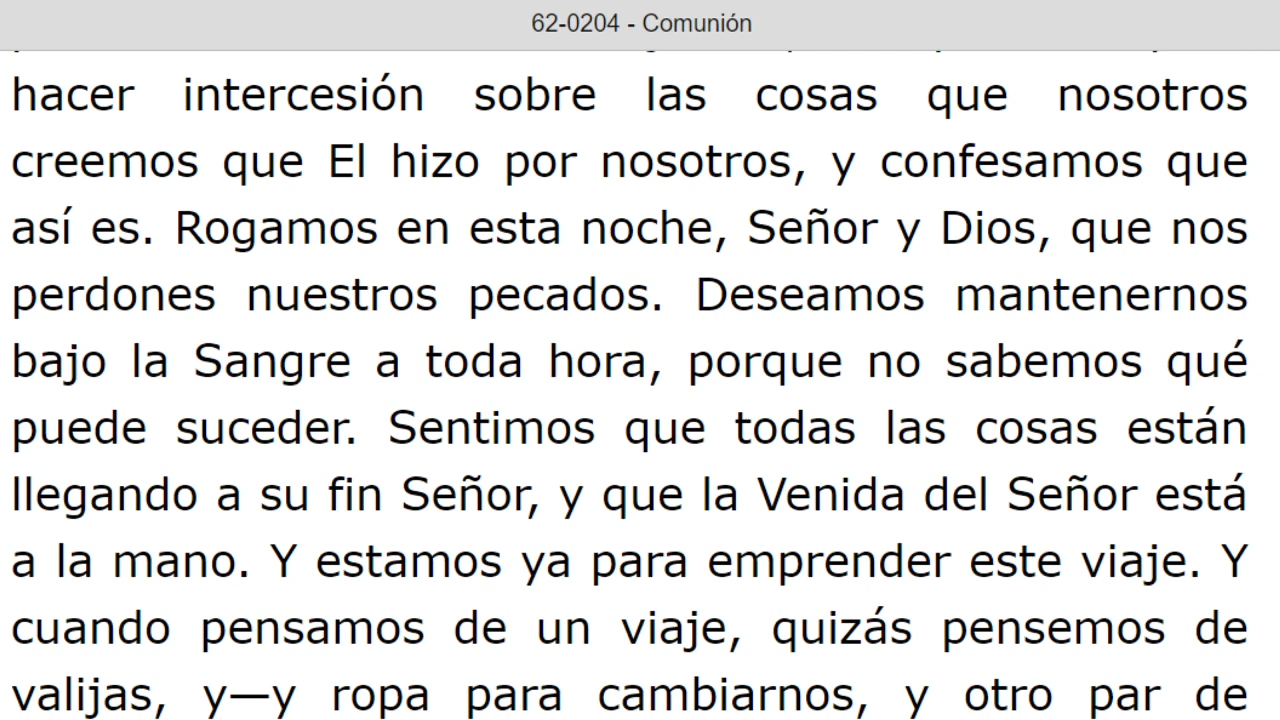 62-0204 - Comunión
hacer intercesión sobre las cosas que nosotros
creemos que El hizo por nosotros, y confesamos que
así es. Rogamos en esta noche, Señor y Dios, que nos
perdones nuestros pecados. Deseamos mantenernos
bajo la Sangre a toda hora, porque no sabemos qué
puede suceder. Sentimos que todas las cosas están
llegando a su fin Señor, y que la Venida del Señor está
a la mano. Y estamos ya para emprender este viaje. Y
cuando pensamos de un viaje, quizás pensemos de
valijas, y—y ropa para cambiarnos, y otro par de